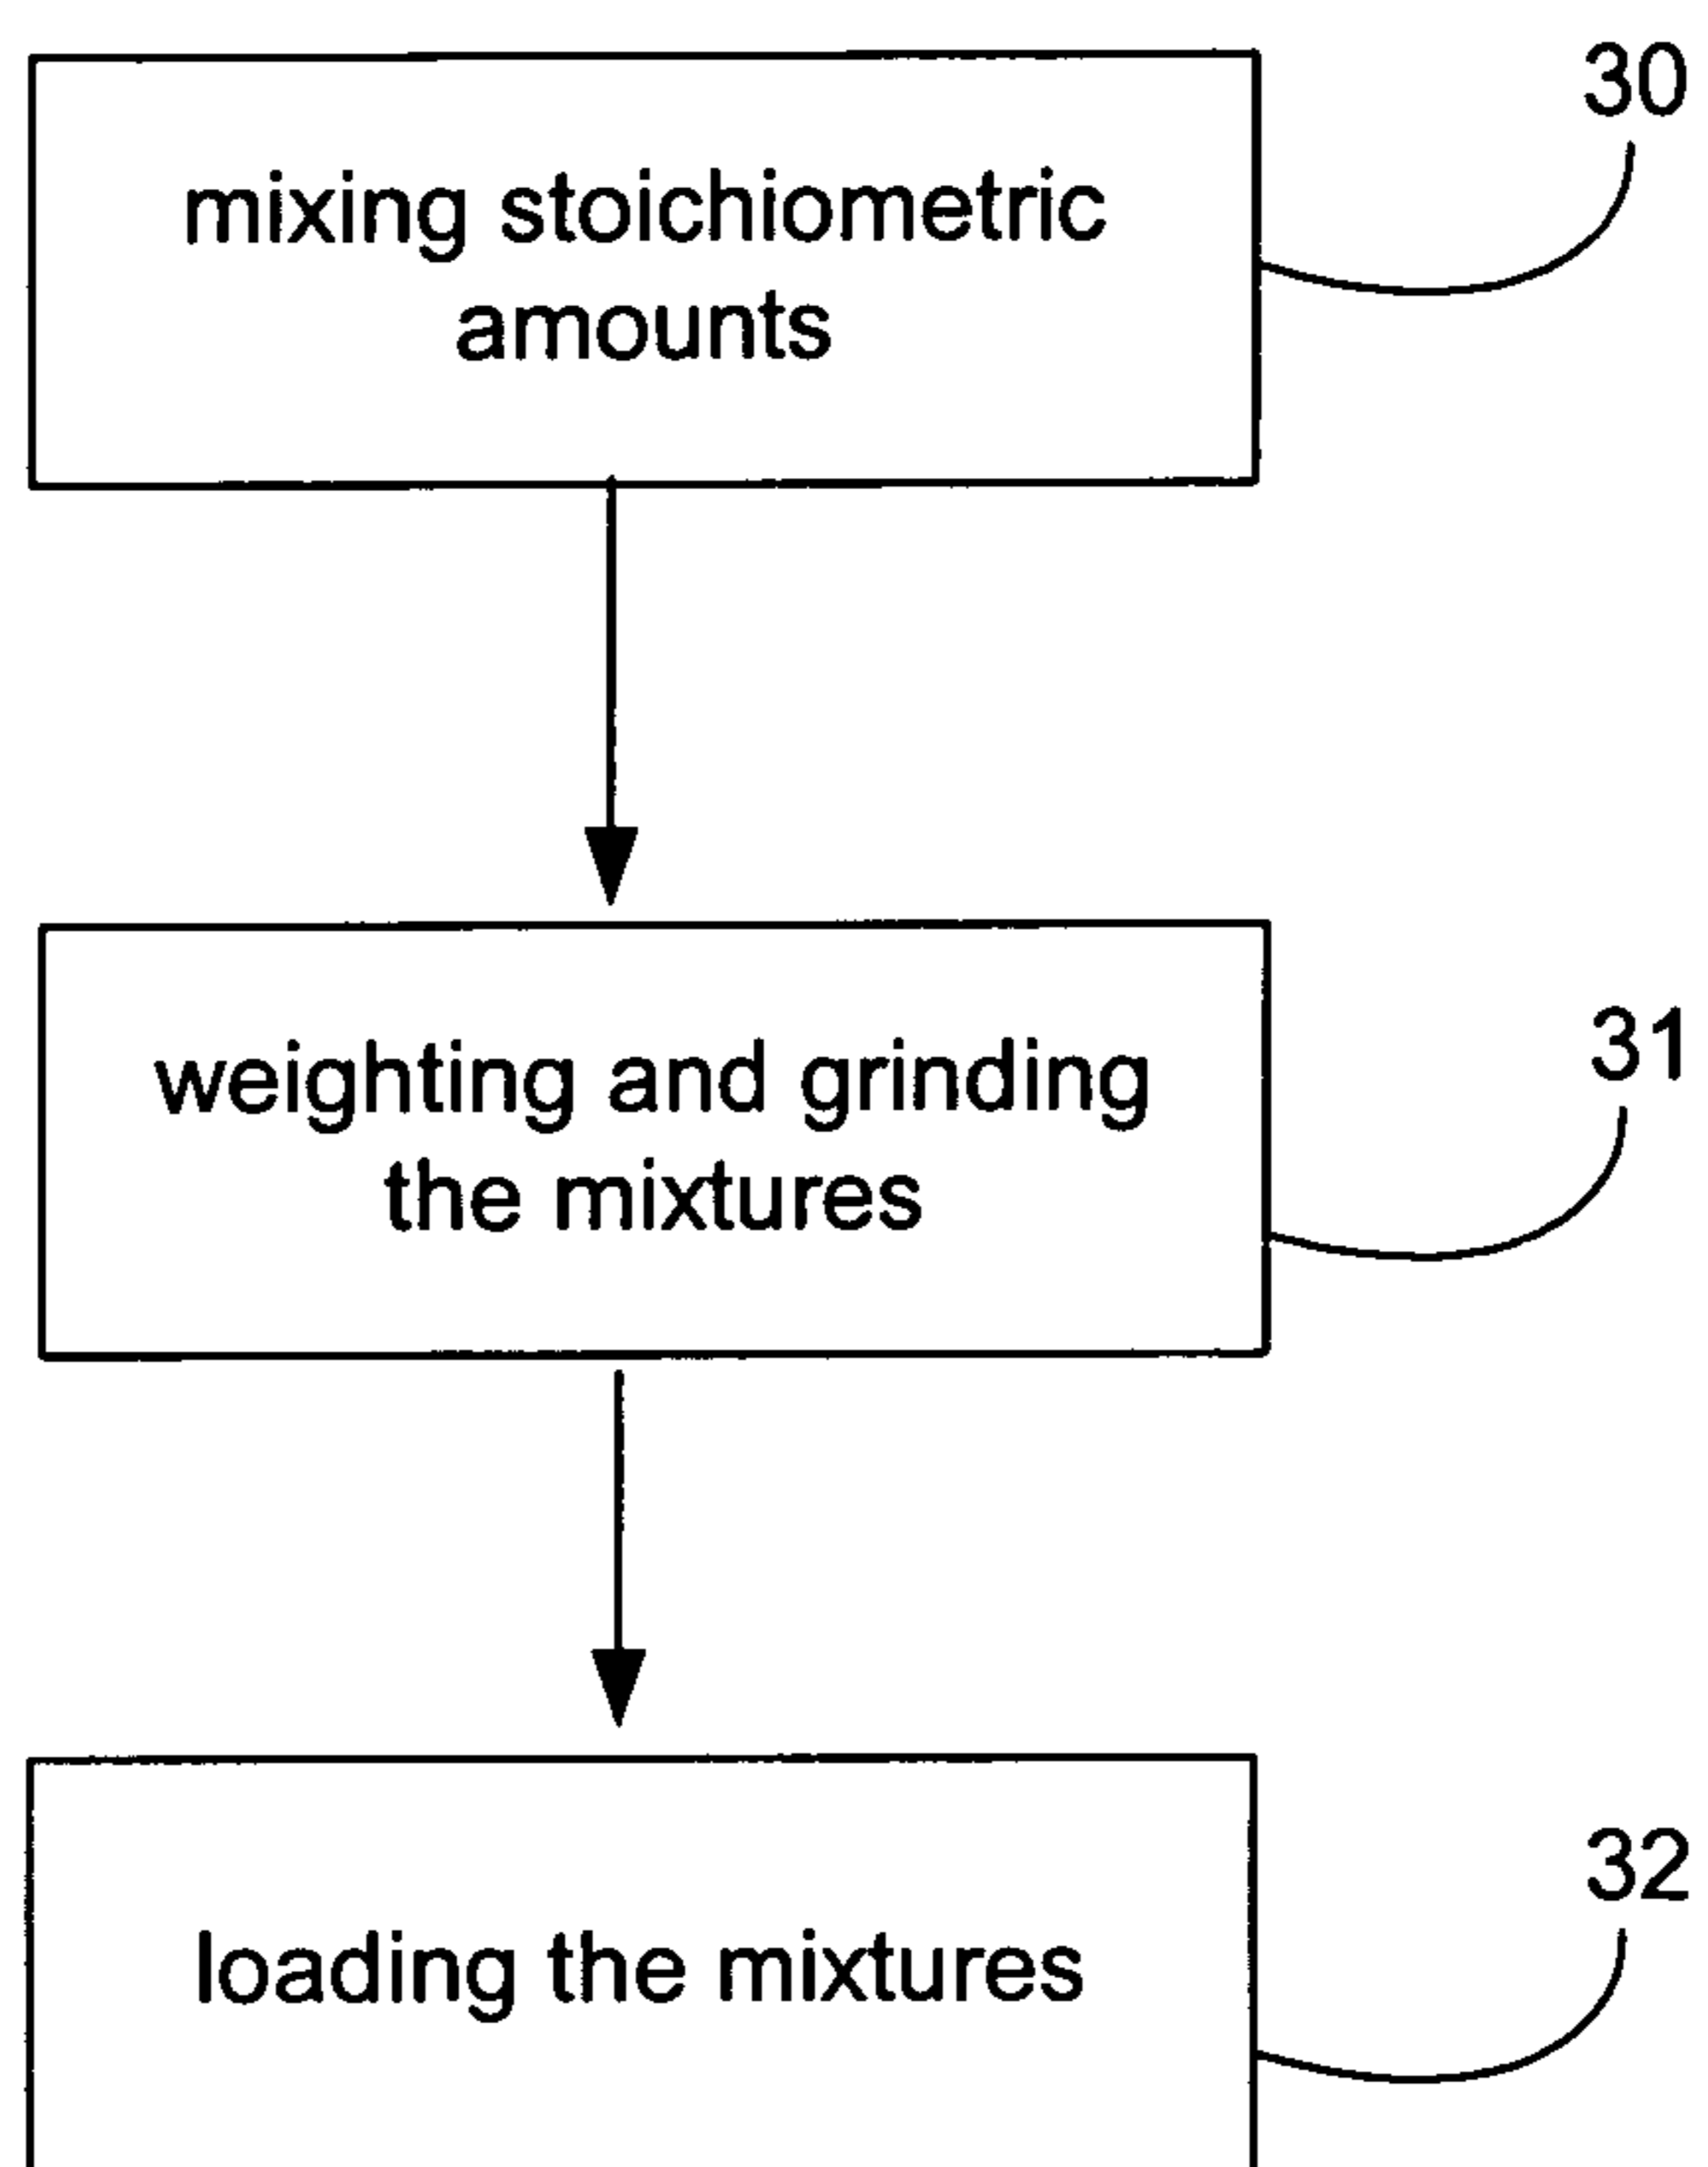 30
mixing stoichiometric
amounts
31
weighting and grinding
the mixtures
32
loading the mixtures